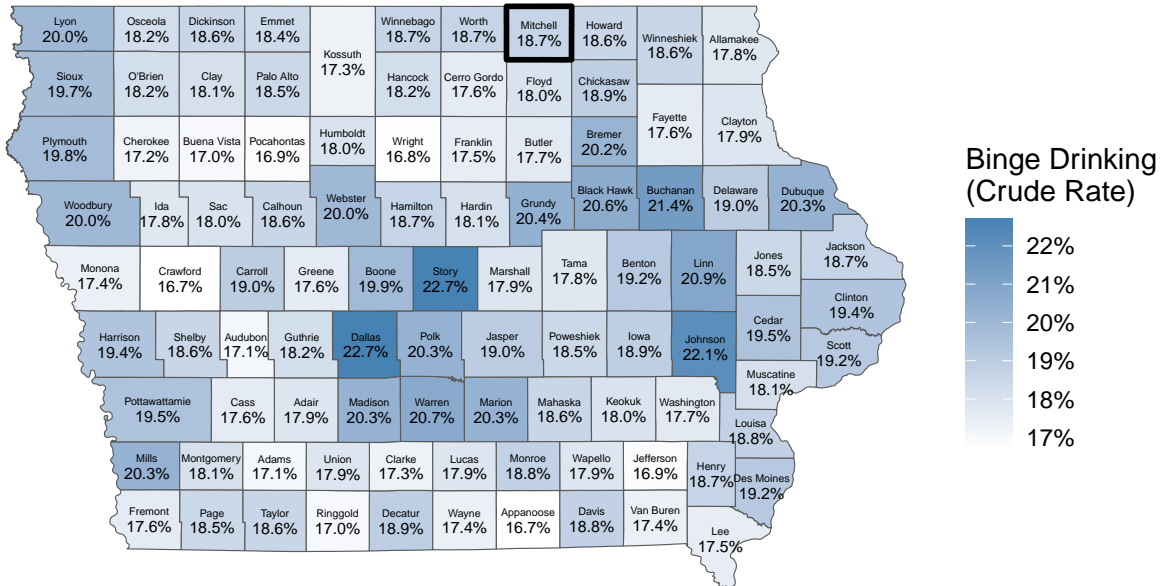 Lyon
20.0%
Osceola
18.2%
Dickinson
18.6%
Emmet
18.4%
Kossuth
17.3%
Winnebago
18.7%
Worth
18.7%
Mitchell
18.7%
Howard
18.6%
Winneshiek
18.6%
Allamakee
17.8%
Sioux
19.7%
O'Brien
18.2%
Clay
18.1%
Palo Alto
18.5%
Hancock
18.2%
Cerro Gordo
17.6%
Floyd
18.0%
Chickasaw
18.9%
Fayette
17.6%
Clayton
17.9%
Plymouth
19.8%
Cherokee
17.2%
Buena Vista
17.0%
Pocahontas
16.9%
Humboldt
18.0%
Wright
16.8%
Franklin
17.5%
Butler
17.7%
Bremer
20.2%
Woodbury
20.0%
Ida
17.8%
Sac
18.0%
Calhoun
18.6%
Webster
20.0%
Hamilton
18.7%
Hardin
18.1%
Grundy
20.4%
Black Hawk
20.6%
Buchanan
21.4%
Delaware
19.0%
Dubuque
20.3%
Monona
17.4%
Crawford
16.7%
Carroll
19.0%
Greene
17.6%
Boone
19.9%
Story
22.7%
Marshall
17.9%
Tama
17.8%
Benton
19.2%
Linn
20.9%
Jones
18.5%
Jackson
18.7%
Clinton
19.4%
Harrison
19.4%
Shelby
18.6%
Audubon
17.1%
Guthrie
18.2%
Dallas
22.7%
Polk
20.3%
Jasper
19.0%
Poweshiek
18.5%
Iowa
18.9%
Johnson
22.1%
Cedar
19.5%
Scott
19.2%
Muscatine
18.1%
Pottawattamie
19.5%
Cass
17.6%
Adair
17.9%
Madison
20.3%
Warren
20.7%
Marion
20.3%
Mahaska
18.6%
Keokuk
18.0%
Washington
17.7%
Louisa
18.8%
Mills
20.3%
Montgomery
18.1%
Adams
17.1%
Union
17.9%
Clarke
17.3%
Lucas
17.9%
Monroe
18.8%
Wapello
17.9%
Jefferson
16.9%
Henry
18.7%
Des Moines
19.2%
Fremont
17.6%
Page
18.5%
Taylor
18.6%
Ringgold
17.0%
Decatur
18.9%
Wayne
17.4%
Appanoose
16.7%
Davis
18.8%
Van Buren
17.4%
Lee
17.5%
Binge Drinking
(Crude Rate)
22%
21%
20%
19%
18%
17%